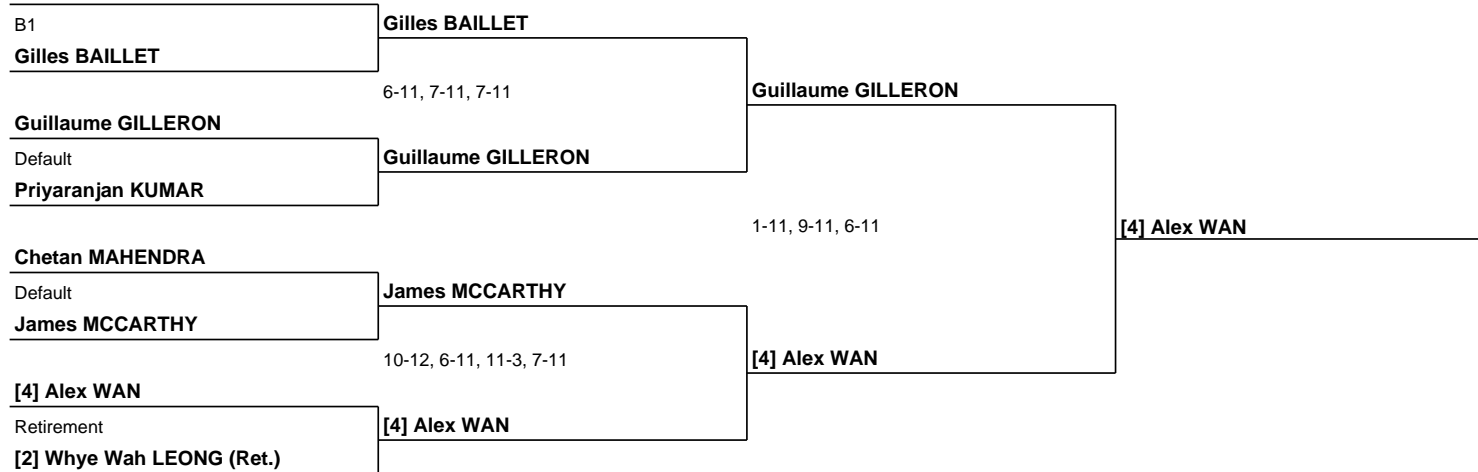 B1
Gilles BAILLET
Gilles BAILLET
6-11, 7-11, 7-11
Guillaume GILLERON
Guillaume GILLERON
Default
Guillaume GILLERON
Priyaranjan KUMAR
1-11, 9-11, 6-11
[4] Alex WAN
Chetan MAHENDRA
Default
James MCCARTHY
James MCCARTHY
10-12, 6-11, 11-3, 7-11
[4] Alex WAN
[4] Alex WAN
Retirement
[4] Alex WAN
[2] Whye Wah LEONG (Ret.)